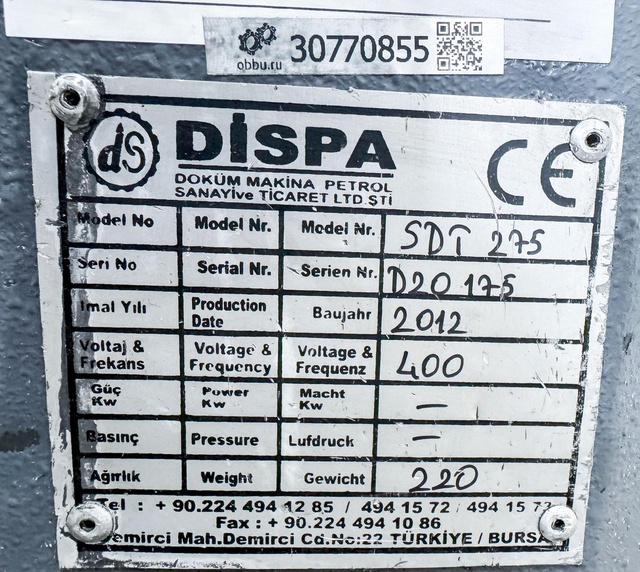 30770855
obbu.ru
dS DİSPA CE
DOKÜM MAKİNA PETROL
SANAYİve TİCARET LTD.ŞTİ
Model No Model Nr. Model Nr. SDT 275
Seri No Serial Nr. Serien Nr. D20 175
İmal Yılı Production Date Baujahr 2012
Voltaj & Frekans Voltage & Frequency Voltage & Frequenz 400
Güç Kw Power Kw Macht Kw –
Basınç Pressure Lufdruck –
Ağırlık Weight Gewicht 220
Tel : + 90.224 494 12 85 / 494 15 72 / 494 15 73
Fax : + 90.224 494 10 86
Demirci Mah.Demirci Cd.No:22 TÜRKİYE / BURSA